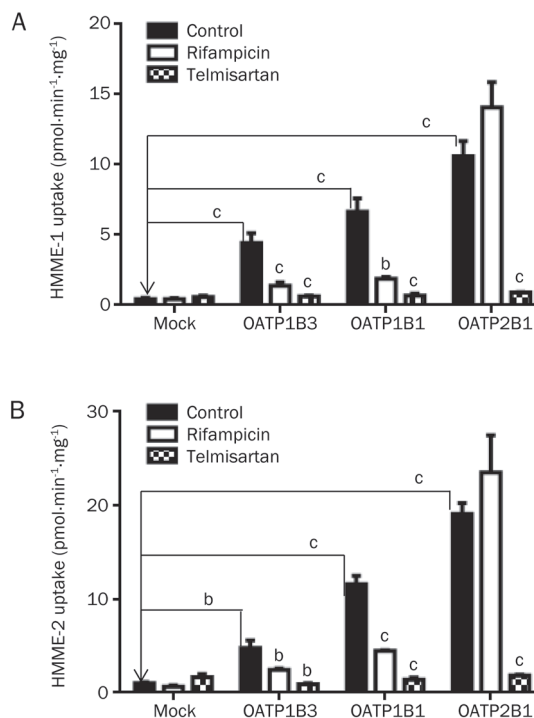 A
HMME-1 uptake (pmol·min⁻¹·mg⁻¹)
20
15
10
5
0
Control
Rifampicin
Telmisartan
c
c
c
c
c
b
c
c
Mock
OATP1B3
OATP1B1
OATP2B1
B
HMME-2 uptake (pmol·min⁻¹·mg⁻¹)
30
20
10
0
Control
Rifampicin
Telmisartan
c
c
b
b
b
c
c
c
Mock
OATP1B3
OATP1B1
OATP2B1